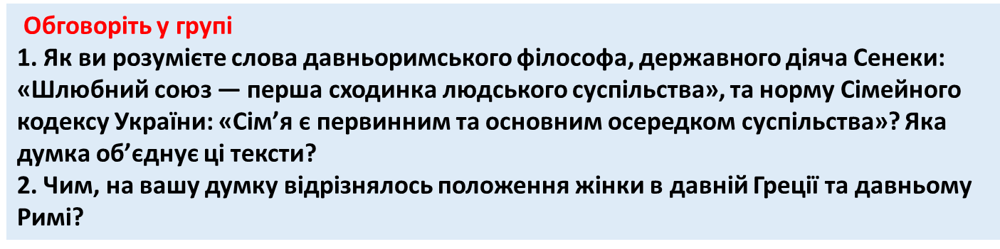 Обговоріть у групі
1. Як ви розумієте слова давньоримського філософа, державного діяча Сенеки:
«Шлюбний союз — перша сходинка людського суспільства», та норму Сімейного
кодексу України: «Сім’я є первинним та основним осередком суспільства»? Яка
думка об’єднує ці тексти?
2. Чим, на вашу думку відрізнялось положення жінки в давній Греції та давньому
Римі?